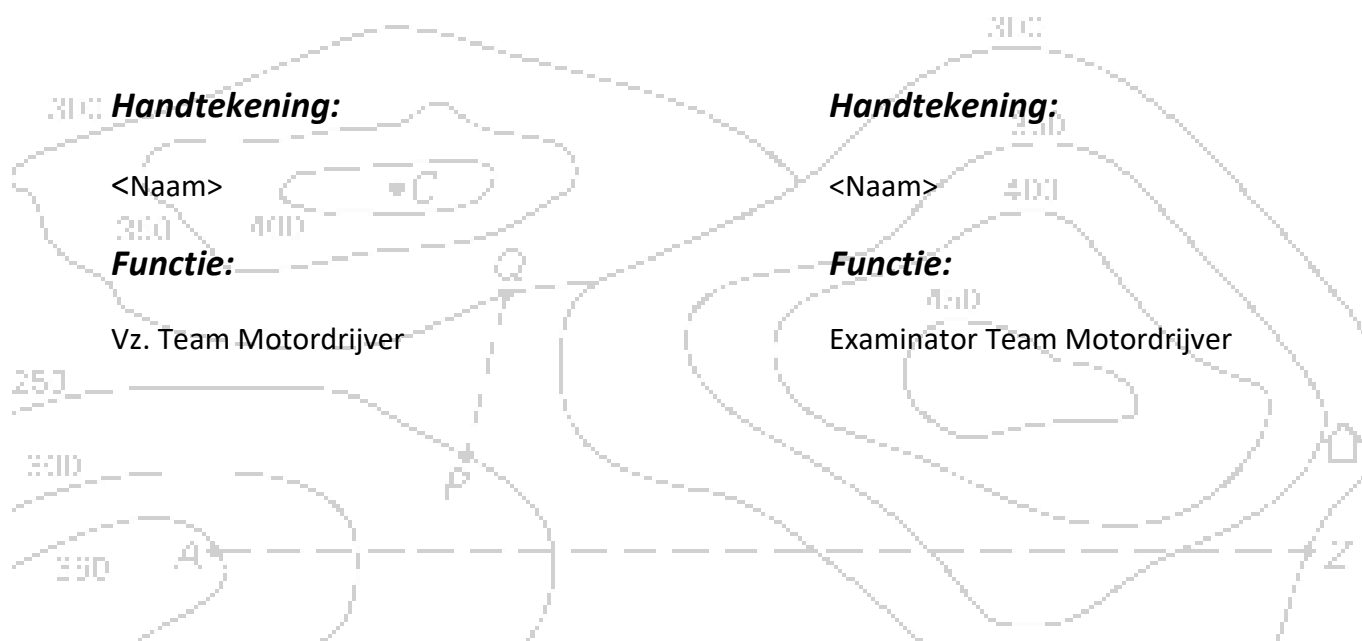 Handtekening:
<Naam>
Functie:
Vz. Team Motordrijver
Handtekening:
<Naam>
Functie:
Examinator Team Motordrijver
C
Q
P
A
Z